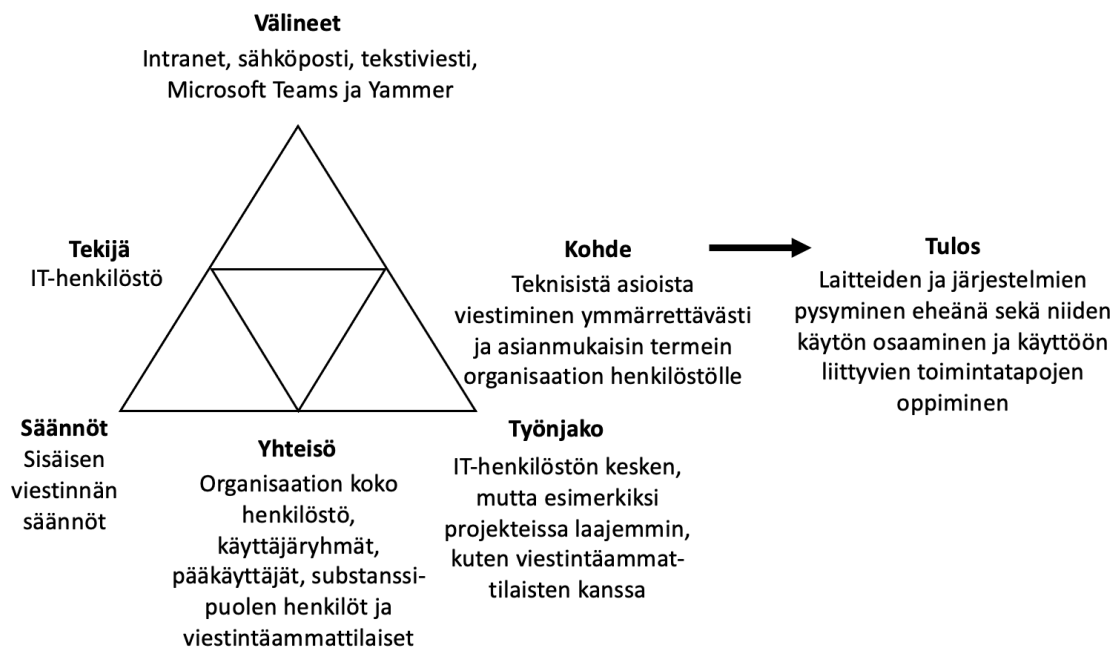 Välineet
Intranet, sähköposti, tekstiviesti,
Microsoft Teams ja Yammer
Tekijä
IT-henkilöstö
Kohde
Teknisistä asioista
viestiminen ymmärrettävästi
ja asianmukaisin termein
organisaation henkilöstölle
Tulos
Laitteiden ja järjestelmien
pysyminen eheänä sekä niiden
käytön osaaminen ja käyttöön
liittyvien toimintatapojen
oppiminen
Säännöt
Sisäisen
viestinnän
säännöt
Yhteisö
Organisaation koko
henkilöstö,
käyttäjäryhmät,
pääkäyttäjät, substanssi-
puolen henkilöt ja
viestintäammattilaiset
Työnjako
IT-henkilöstön kesken,
mutta esimerkiksi
projekteissa laajemmin,
kuten viestintäammat-
tilaisten kanssa